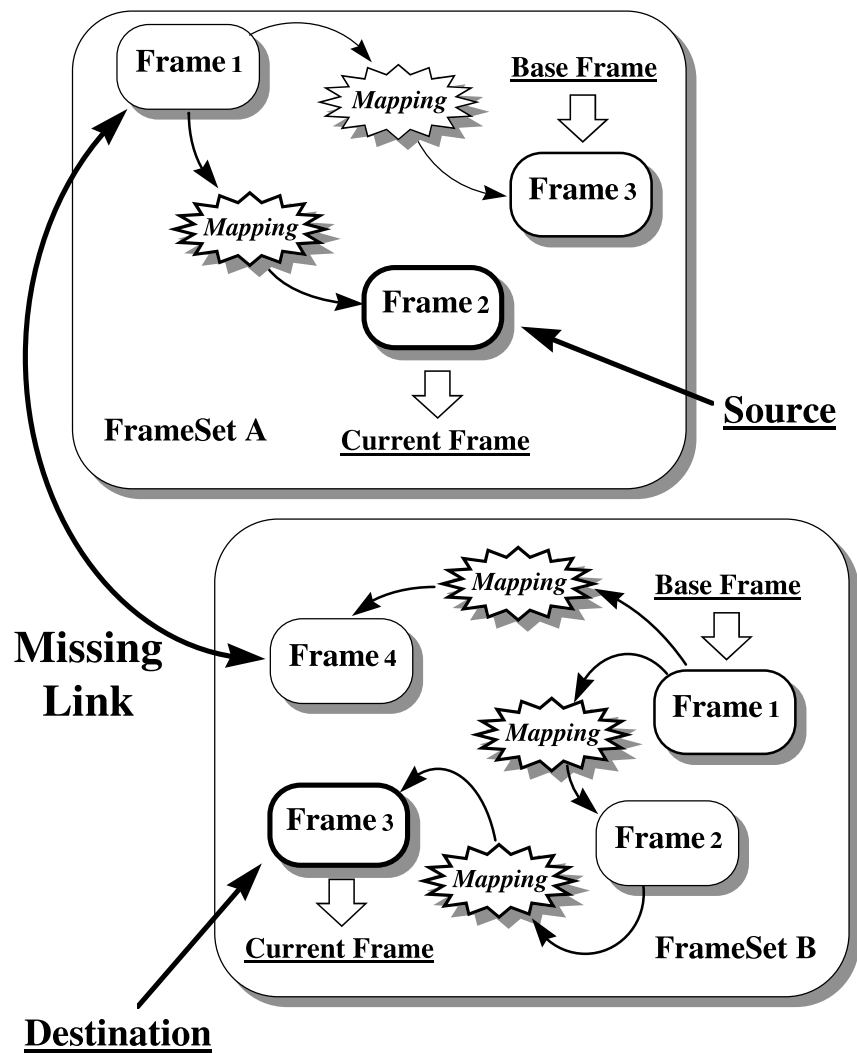 Frame 1
Mapping
Base Frame
Frame 3
Mapping
Frame 2
Source
FrameSet A
Current Frame
Mapping
Base Frame
Missing
Link
Frame 4
Frame 1
Mapping
Frame 3
Frame 2
Mapping
Current Frame
FrameSet B
Destination